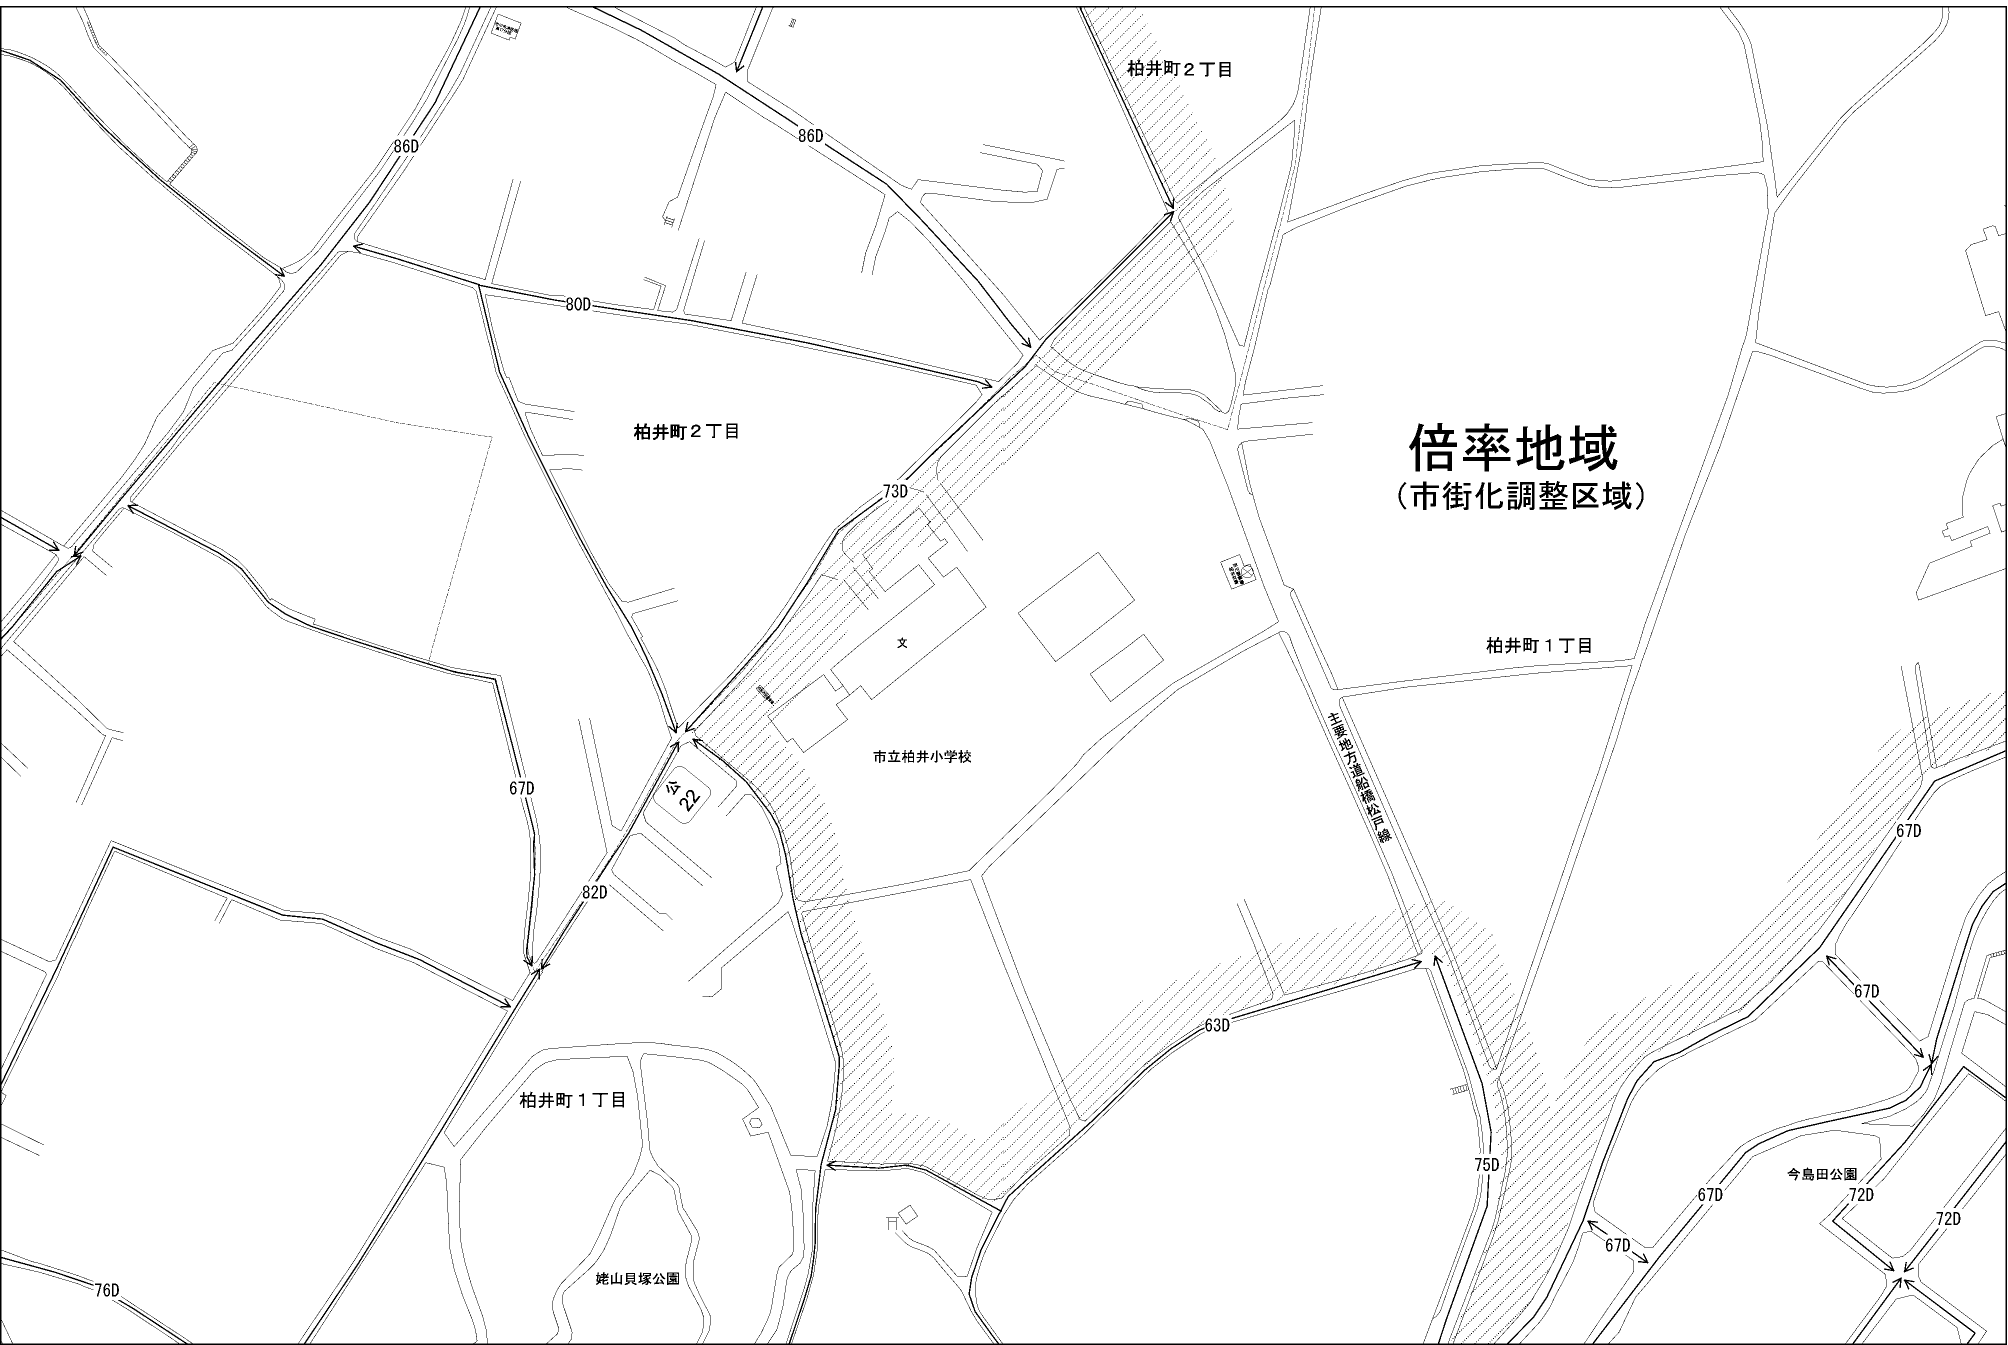 柏井町２丁目
86D
86D
80D
柏井町２丁目
倍率地域
（市街化調整区域）
73D
文
柏井町１丁目
主要地方道船橋松戸線
市立柏井小学校
67D
公
22
67D
82D
67D
63D
柏井町１丁目
75D
今島田公園
72D
67D
72D
67D
姥山貝塚公園
76D